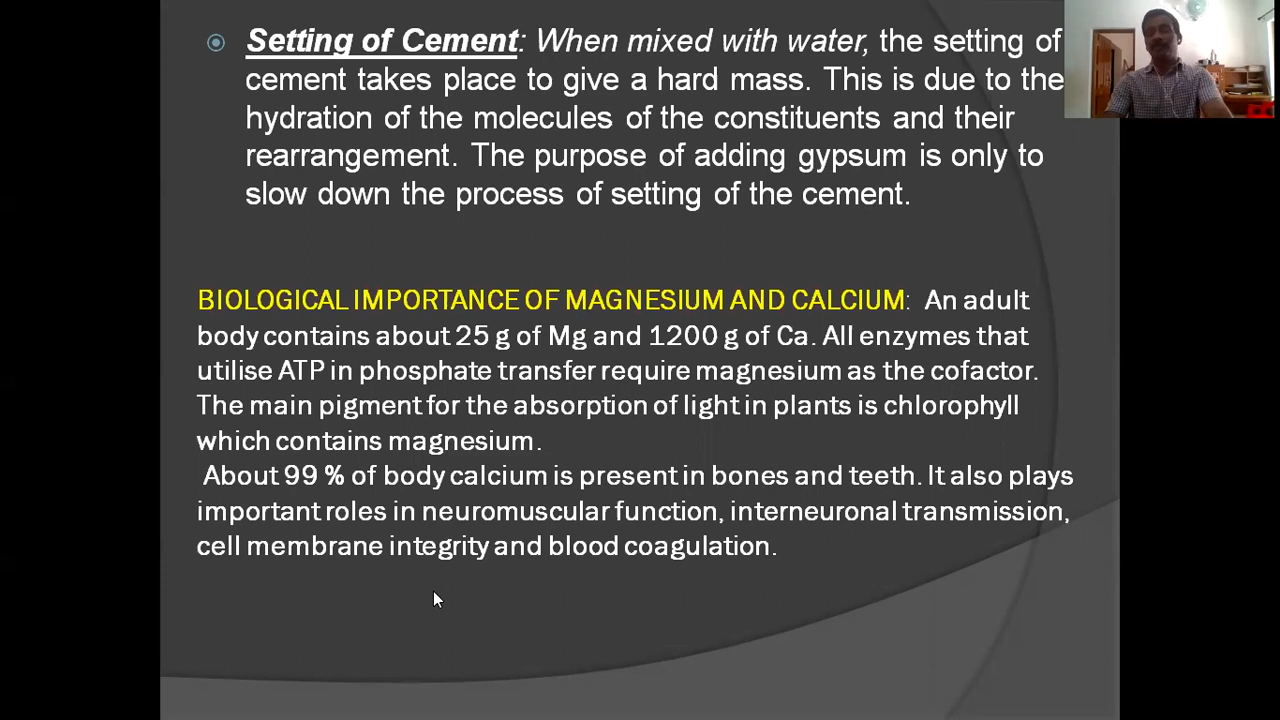 Setting of Cement: When mixed with water, the setting of
cement takes place to give a hard mass. This is due to the
hydration of the molecules of the constituents and their
rearrangement. The purpose of adding gypsum is only to
slow down the process of setting of the cement.
BIOLOGICAL IMPORTANCE OF MAGNESIUM AND CALCIUM: An adult
body contains about 25 g of Mg and 1200 g of Ca. All enzymes that
utilise ATP in phosphate transfer require magnesium as the cofactor.
The main pigment for the absorption of light in plants is chlorophyll
which contains magnesium.
About 99 % of body calcium is present in bones and teeth. It also plays
important roles in neuromuscular function, interneuronal transmission,
cell membrane integrity and blood coagulation.